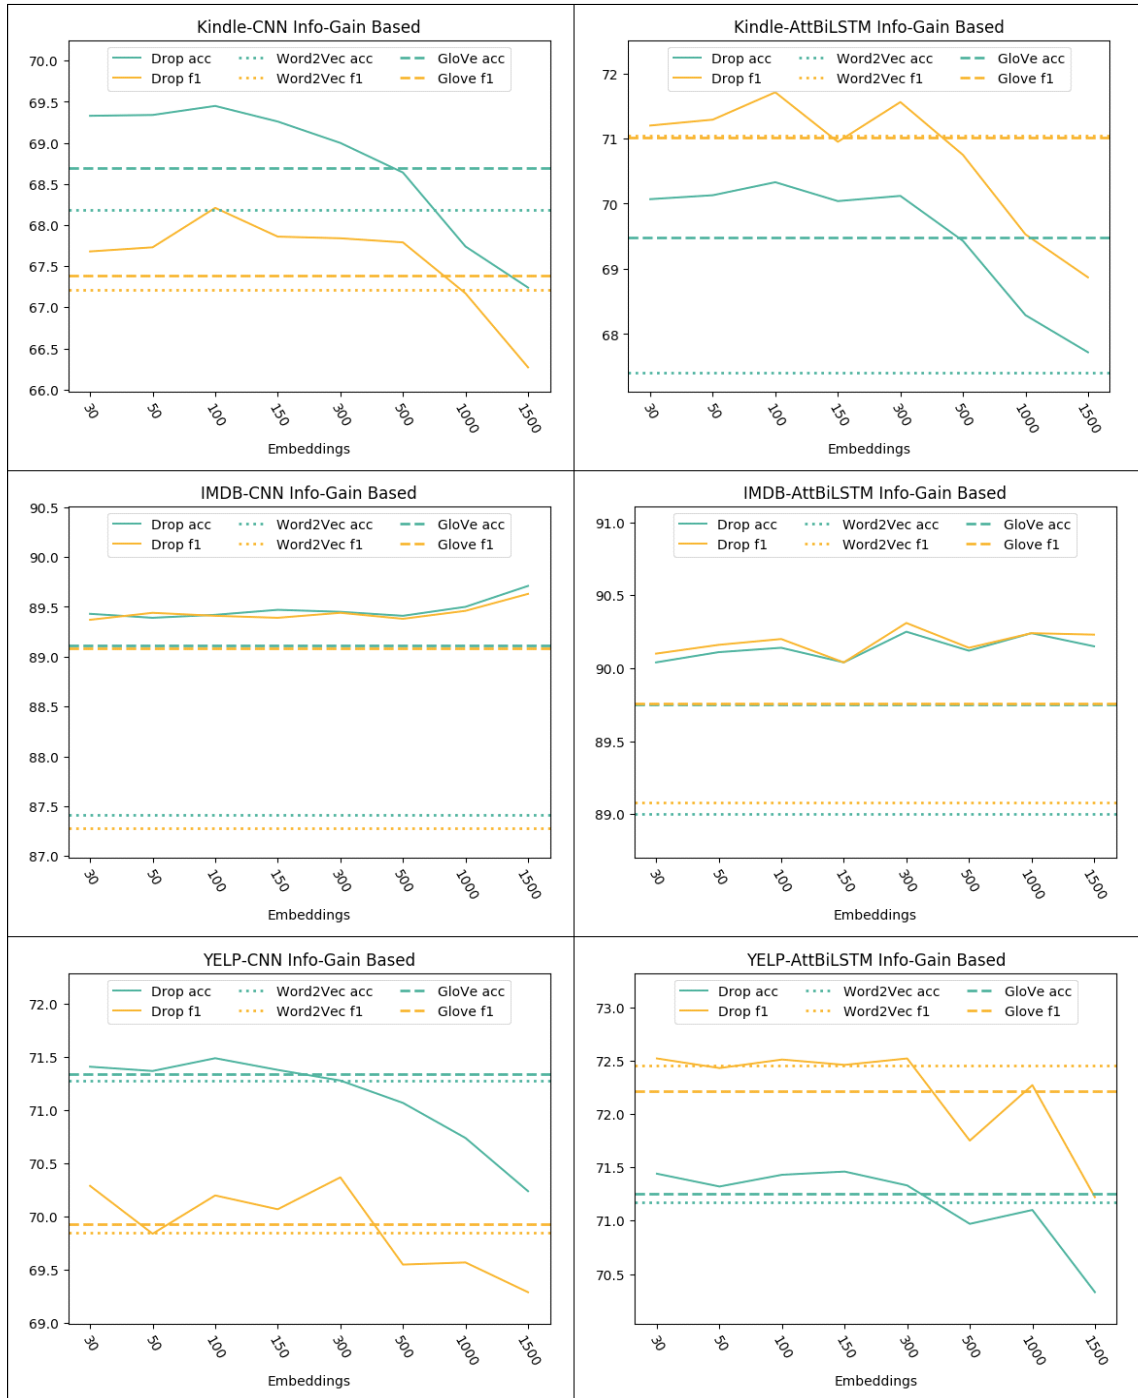 Kindle-CNN Info-Gain Based
Drop acc Word2Vec acc GloVe acc
Drop f1 Word2Vec f1 Glove f1
70.0
69.5
69.0
68.5
68.0
67.5
67.0
66.5
66.0
30 50 100 150 300 500 1000 1500
Embeddings
Kindle-AttBiLSTM Info-Gain Based
Drop acc Word2Vec acc GloVe acc
Drop f1 Word2Vec f1 Glove f1
72
71
70
69
68
30 50 100 150 300 500 1000 1500
Embeddings
IMDB-CNN Info-Gain Based
Drop acc Word2Vec acc GloVe acc
Drop f1 Word2Vec f1 Glove f1
90.5
90.0
89.5
89.0
88.5
88.0
87.5
87.0
30 50 100 150 300 500 1000 1500
Embeddings
IMDB-AttBiLSTM Info-Gain Based
Drop acc Word2Vec acc GloVe acc
Drop f1 Word2Vec f1 Glove f1
91.0
90.5
90.0
89.5
89.0
30 50 100 150 300 500 1000 1500
Embeddings
YELP-CNN Info-Gain Based
Drop acc Word2Vec acc GloVe acc
Drop f1 Word2Vec f1 Glove f1
72.0
71.5
71.0
70.5
70.0
69.5
69.0
30 50 100 150 300 500 1000 1500
Embeddings
YELP-AttBiLSTM Info-Gain Based
Drop acc Word2Vec acc GloVe acc
Drop f1 Word2Vec f1 Glove f1
73.0
72.5
72.0
71.5
71.0
70.5
30 50 100 150 300 500 1000 1500
Embeddings